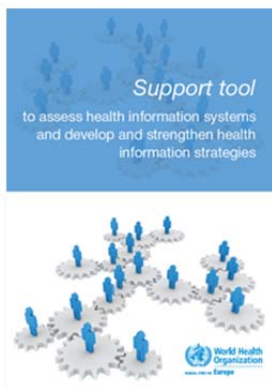 Support tool
to assess health information systems
and develop and strengthen health
information strategies
World Health
Organization
Europe